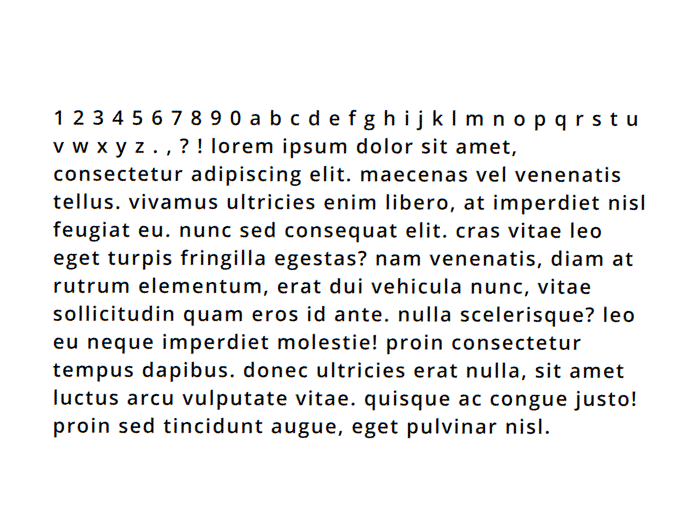 1 2 3 4 5 6 7 8 9 0 a b c d e f g h i j k l m n o p q r s t u
v w x y z . , ? ! lorem ipsum dolor sit amet,
consectetur adipiscing elit. maecenas vel venenatis
tellus. vivamus ultricies enim libero, at imperdiet nisl
feugiat eu. nunc sed consequat elit. cras vitae leo
eget turpis fringilla egestas? nam venenatis, diam at
rutrum elementum, erat dui vehicula nunc, vitae
sollicitudin quam eros id ante. nulla scelerisque? leo
eu neque imperdiet molestie! proin consectetur
tempus dapibus. donec ultricies erat nulla, sit amet
luctus arcu vulputate vitae. quisque ac congue justo!
proin sed tincidunt augue, eget pulvinar nisl.